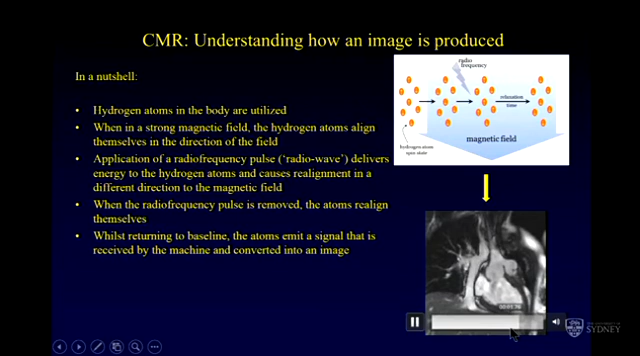 CMR: Understanding how an image is produced
In a nutshell:
• Hydrogen atoms in the body are utilized
• When in a strong magnetic field, the hydrogen atoms align
themselves in the direction of the field
• Application of a radiofrequency pulse (‘radio-wave’) delivers
energy to the hydrogen atoms and causes realignment in a
different direction to the magnetic field
• When the radiofrequency pulse is removed, the atoms realign
themselves
• Whilst returning to baseline, the atoms emit a signal that is
received by the machine and converted into an image
radio
frequency
relaxation
time
magnetic field
hydrogen atom
spin state
SYDNEY